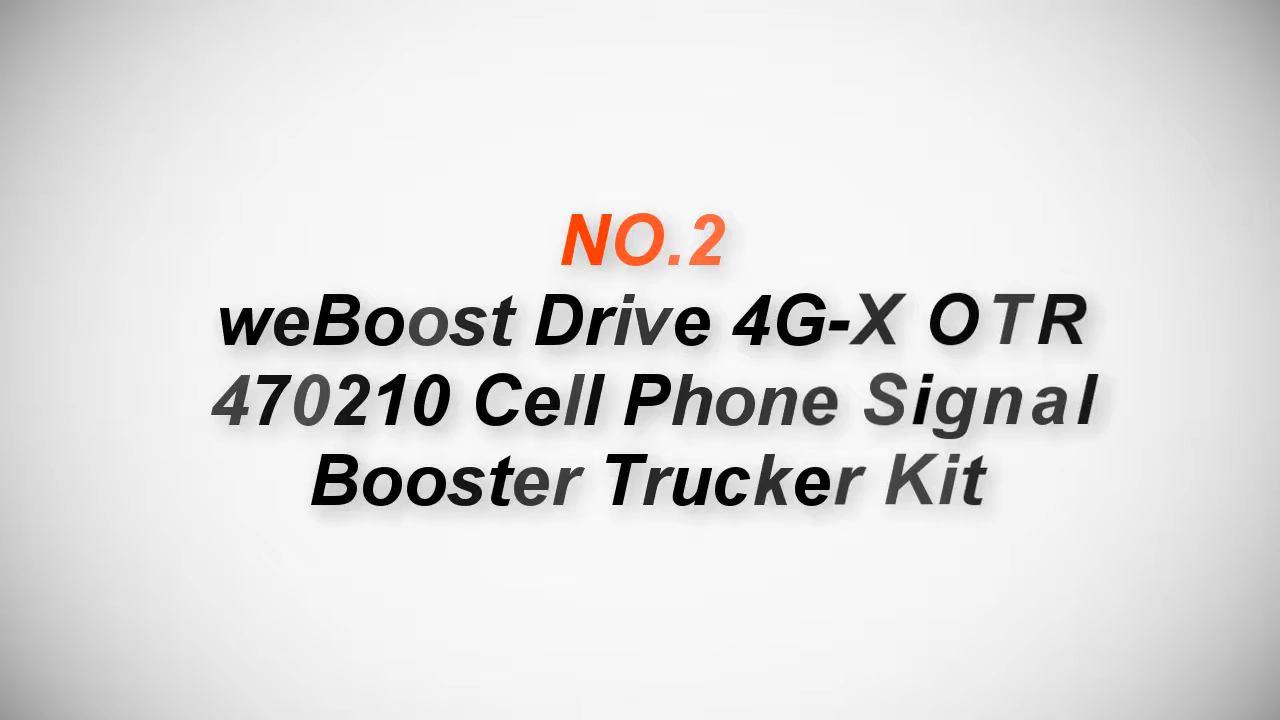 NO.2
weBoost Drive 4G-X OTR
470210 Cell Phone Signal
Booster Trucker Kit